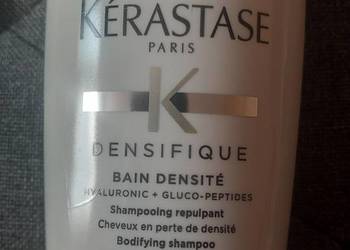 KÉRASTASE
PARIS
K
DENSIFIQUE
BAIN DENSITÉ
HYALURONIC + GLUCO-PEPTIDES
Shampooing repulpant
Cheveux en perte de densité
Bodifying shampoo